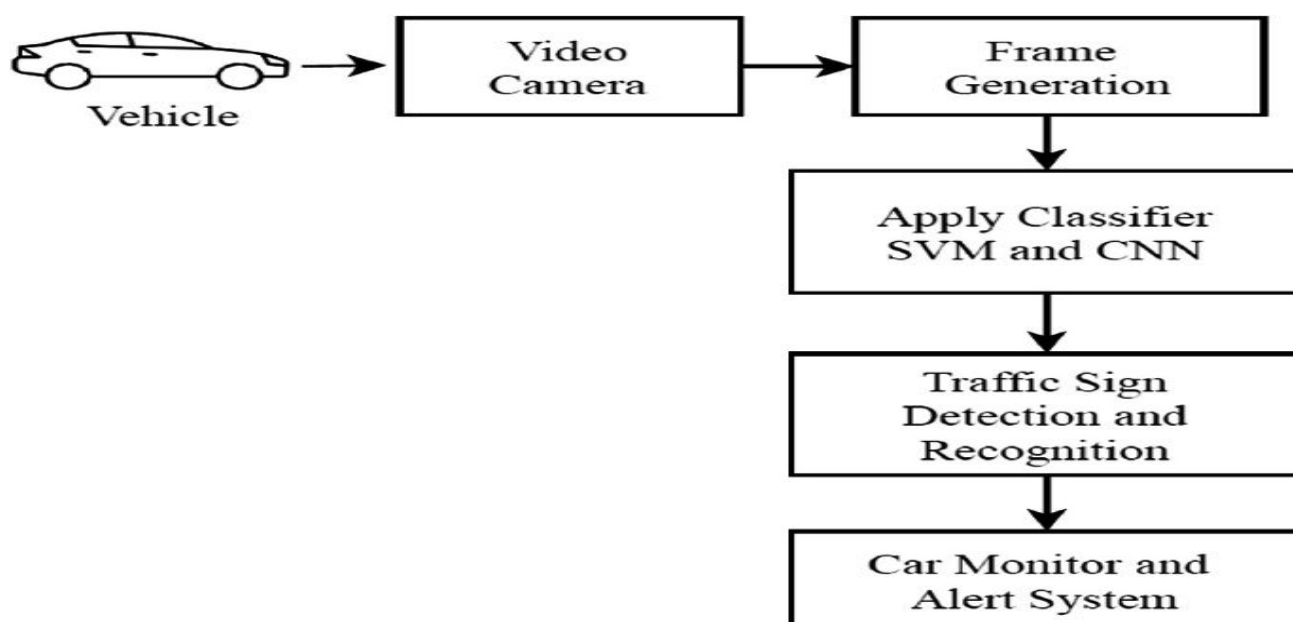 Vehicle
Video
Camera
Frame
Generation
Apply Classifier
SVM and CNN
Traffic Sign
Detection and
Recognition
Car Monitor and
Alert System